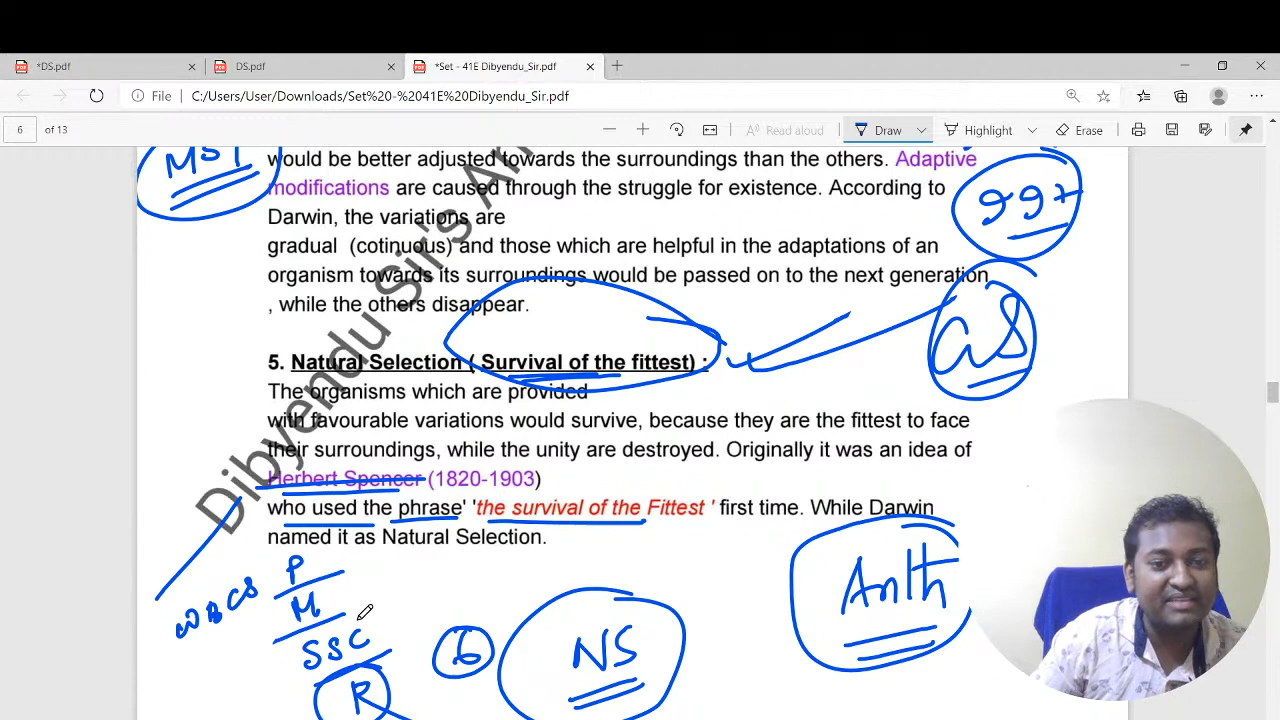 *DS.pdf
DS.pdf
*Set - 41E Dibyendu_Sir.pdf
File
C:/Users/User/Downloads/Set%20-%2041E%20Dibyendu_Sir.pdf
6 of 13
Read aloud
Draw
Highlight
Erase
would be better adjusted towards the surroundings than the others. Adaptive
modifications are caused through the struggle for existence. According to
Darwin, the variations are
gradual (cotinuous) and those which are helpful in the adaptations of an
organism towards its surroundings would be passed on to the next generation
, while the others disappear.
5. Natural Selection ( Survival of the fittest) :
The organisms which are provided
with favourable variations would survive, because they are the fittest to face
their surroundings, while the unity are destroyed. Originally it was an idea of
Herbert Spencer (1820-1903)
who used the phrase' 'the survival of the Fittest ' first time. While Darwin
named it as Natural Selection.
Dibyendu Sir's
Anth
WBCS
P
M
SSC
R
6
NS